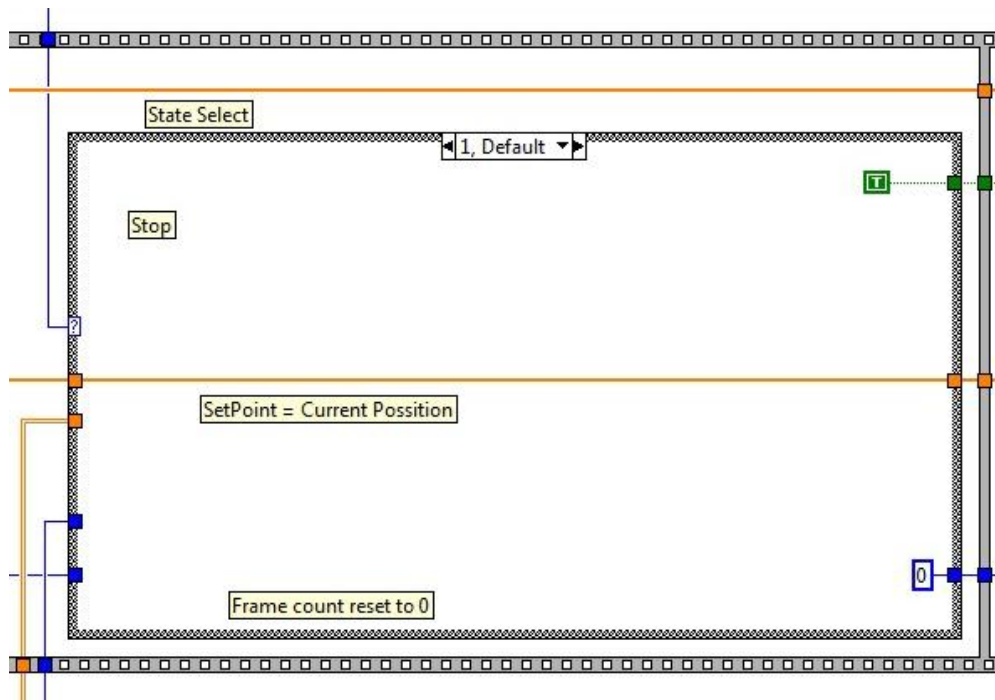 State Select
1, Default
T
Stop
?
SetPoint = Current Possition
0
Frame count reset to 0